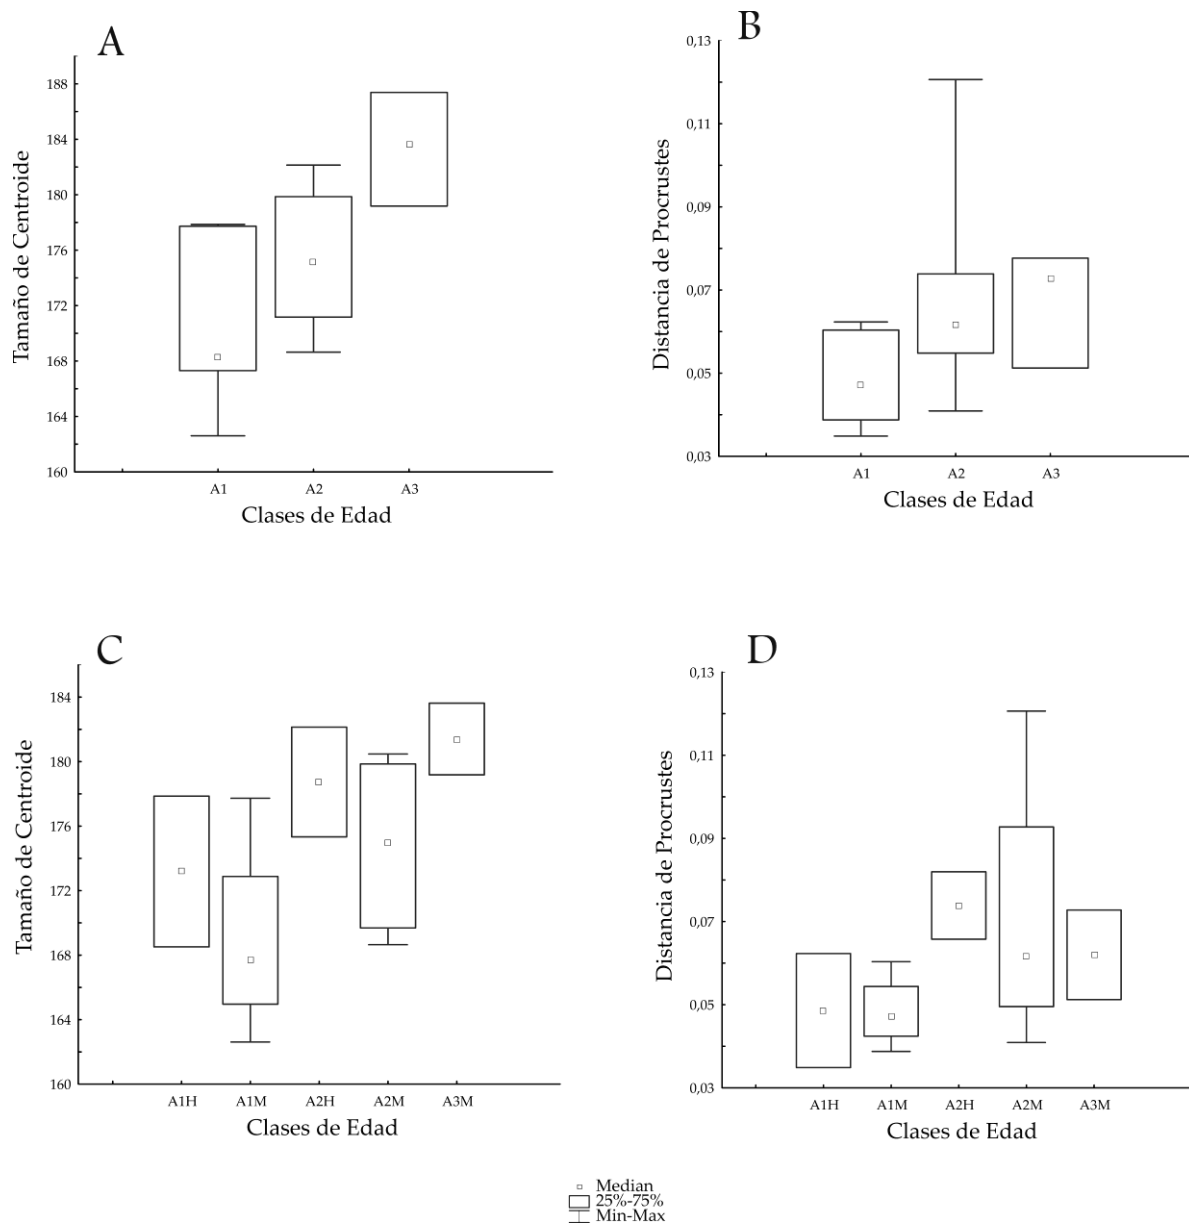 A
188
184
180
176
172
168
164
160
Tamaño de Centroide
A1 A2 A3
Clases de Edad
B
0,13
0,11
0,09
0,07
0,05
0,03
Distancia de Procrustes
A1 A2 A3
Clases de Edad
C
184
180
176
172
168
164
160
Tamaño de Centroide
A1H A1M A2H A2M A3M
Clases de Edad
D
0,13
0,11
0,09
0,07
0,05
0,03
Distancia de Procrustes
A1H A1M A2H A2M A3M
Clases de Edad
Median
25%-75%
Min-Max